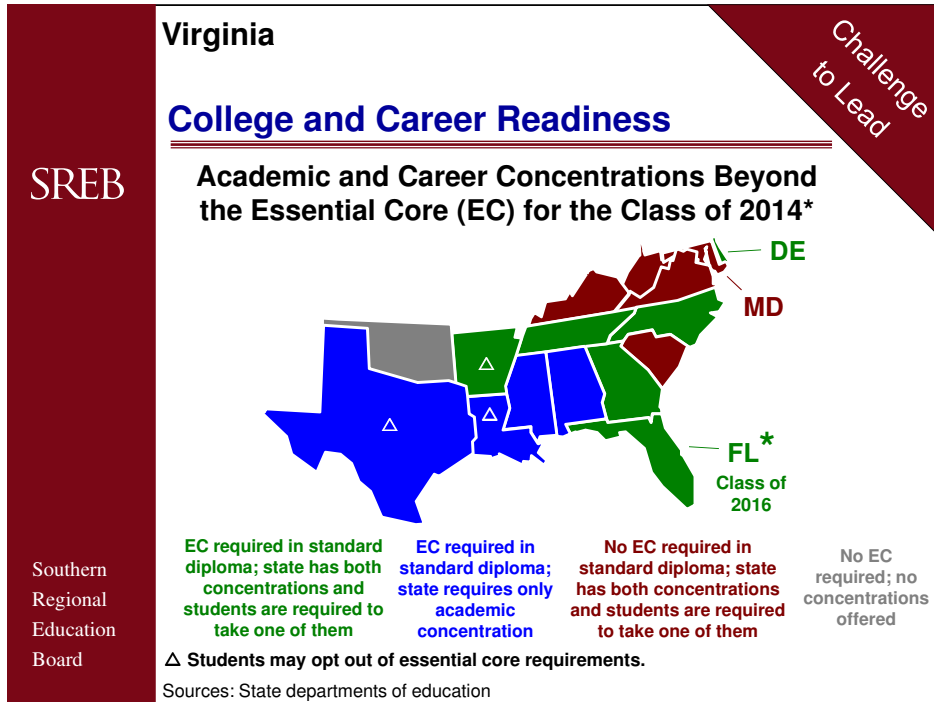 Virginia
Challenge
to Lead
College and Career Readiness
SREB
Academic and Career Concentrations Beyond
the Essential Core (EC) for the Class of 2014*
DE
MD
FL*
Class of
2016
EC required in standard
diploma; state has both
concentrations and
students are required to
take one of them
EC required in
standard diploma;
state requires only
academic
concentration
No EC required in
standard diploma; state
has both concentrations
and students are required
to take one of them
No EC
required; no
concentrations
offered
Southern
Regional
Education
Board
△ Students may opt out of essential core requirements.
Sources: State departments of education